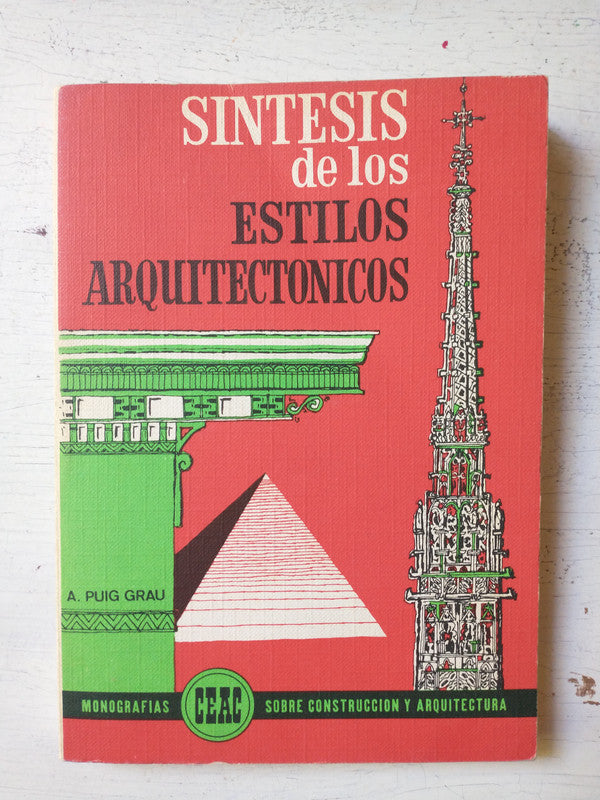 SINTESIS
de los
ESTILOS
ARQUITECTONICOS
A. PUIG GRAU
MONOGRAFIAS CEAC SOBRE CONSTRUCCION Y ARQUITECTURA